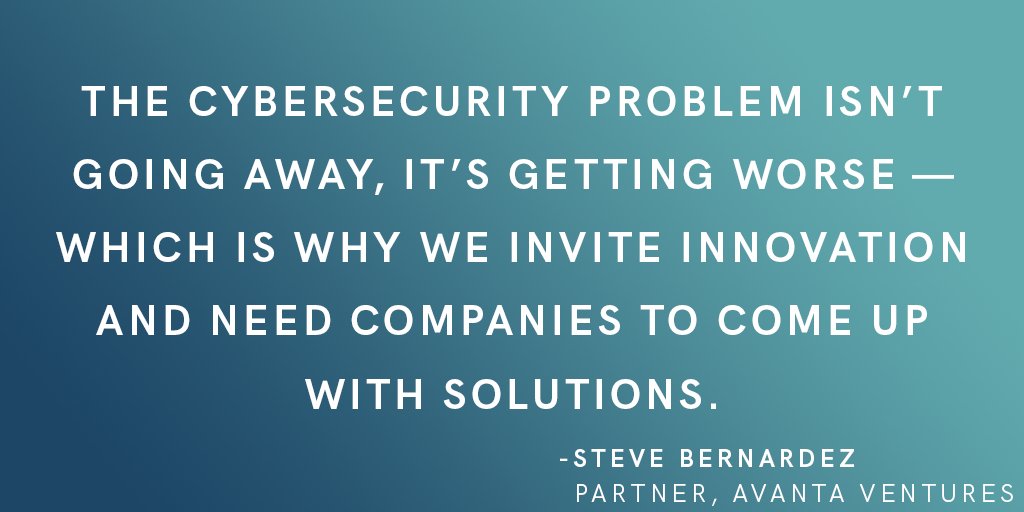 THE CYBERSECURITY PROBLEM ISN’T
GOING AWAY, IT’S GETTING WORSE —
WHICH IS WHY WE INVITE INNOVATION
AND NEED COMPANIES TO COME UP
WITH SOLUTIONS.
-STEVE BERNARDEZ
PARTNER, AVANTA VENTURES